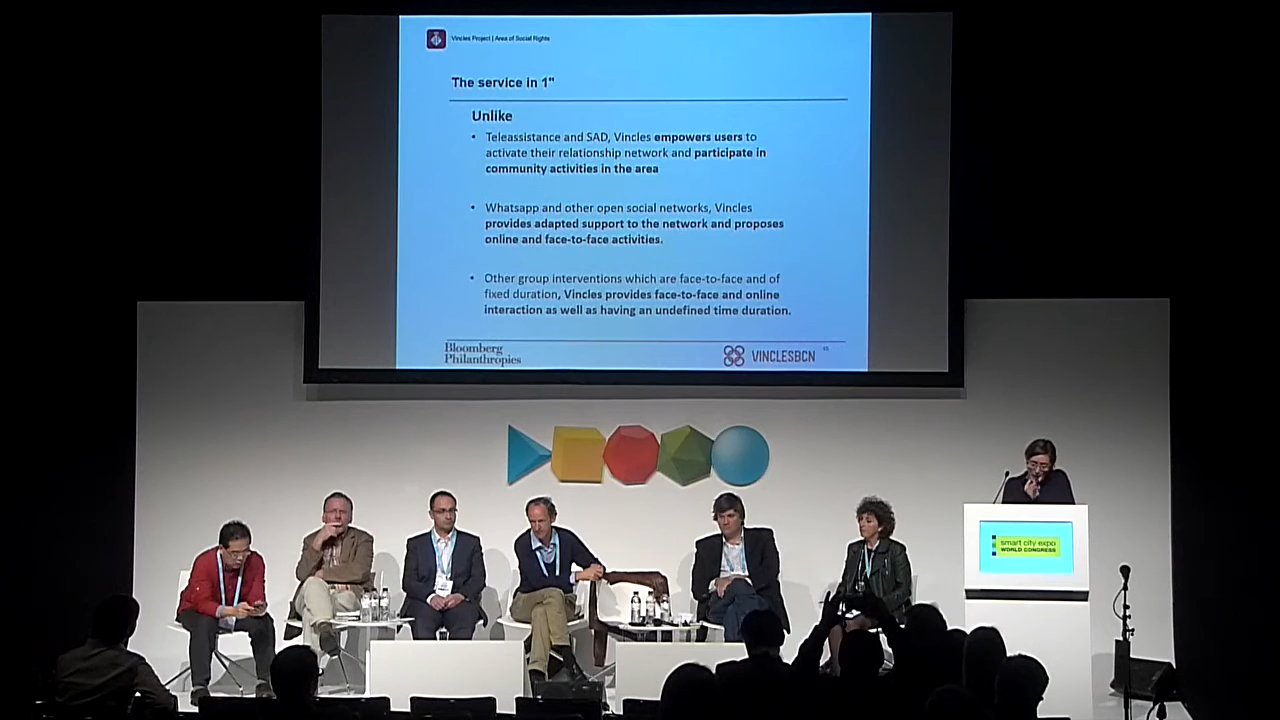 Vincles Project | Area of Social Rights
The service in 1"
Unlike
• Teleassistance and SAD, Vincles empowers users to
activate their relationship network and participate in
community activities in the area
• Whatsapp and other open social networks, Vincles
provides adapted support to the network and proposes
online and face-to-face activities.
• Other group interventions which are face-to-face and of
fixed duration, Vincles provides face-to-face and online
interaction as well as having an undefined time duration.
Bloomberg
Philanthropies
VINCLESBCN
smart city expo
WORLD CONGRESS